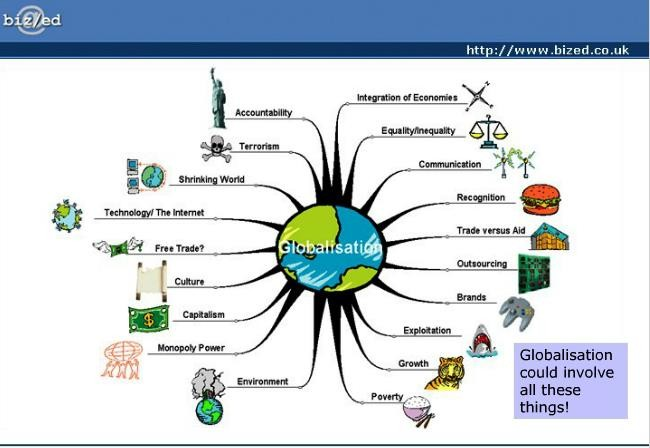 biz/ed
http://www.bized.co.uk
Accountability
Terrorism
Shrinking World
Technology/ The Internet
Free Trade?
Culture
Capitalism
Monopoly Power
Environment
Globalisation
Integration of Economies
Equality/Inequality
Communication
Recognition
Trade versus Aid
Outsourcing
Brands
Exploitation
Growth
Poverty
Globalisation
could involve
all these
things!